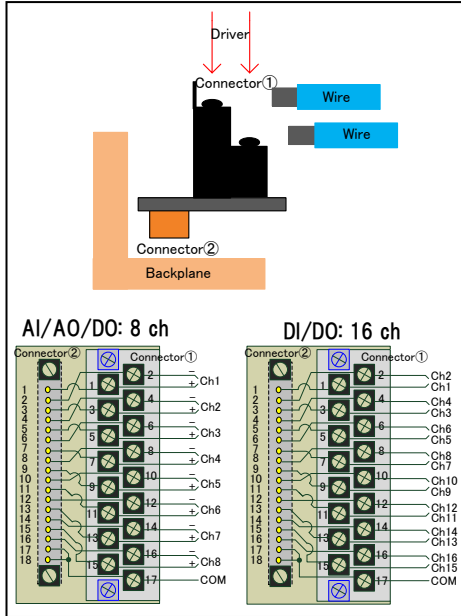 Driver
Connector①
Wire
Wire
Connector②
Backplane
AI/AO/DO: 8 ch
Connector②
Connector①
1
2
3
4
5
6
7
8
9
10
11
12
13
14
15
16
17
18
2
1
4
3
6
5
8
7
10
9
12
11
14
13
16
15
17
−
Ch1
+
−
Ch2
+
−
Ch3
+
−
Ch4
+
−
Ch5
+
−
Ch6
+
−
Ch7
+
−
Ch8
+
COM
DI/DO: 16 ch
Connector②
Connector①
1
2
3
4
5
6
7
8
9
10
11
12
13
14
15
16
17
18
2
1
4
3
6
5
8
7
10
9
12
11
14
13
16
15
17
Ch2
Ch1
Ch4
Ch3
Ch6
Ch5
Ch8
Ch7
Ch10
Ch9
Ch12
Ch11
Ch14
Ch13
Ch16
Ch15
COM